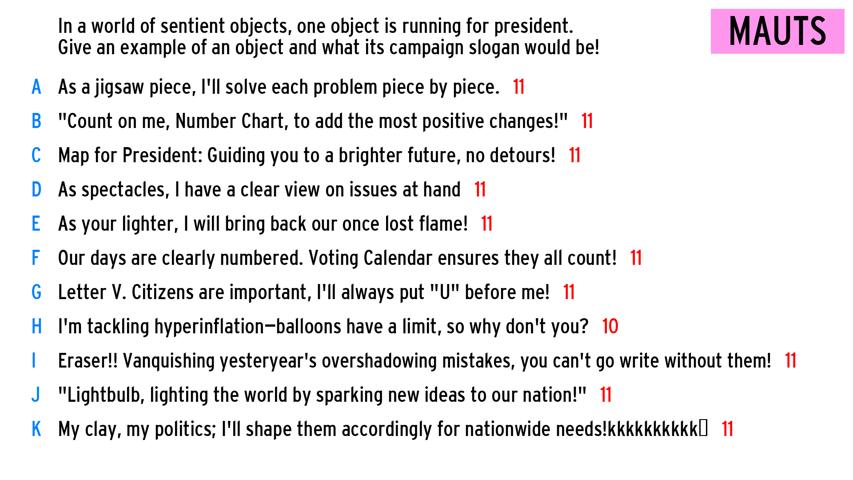 In a world of sentient objects, one object is running for president.
MAUTS
Give an example of an object and what its campaign slogan would be!
A As a jigsaw piece, I'll solve each problem piece by piece. 11
B "Count on me, Number Chart, to add the most positive changes!" 11
C Map for President: Guiding you to a brighter future, no detours! 11
D As spectacles, I have a clear view on issues at hand 11
E As your lighter, I will bring back our once lost flame! 11
F Our days are clearly numbered. Voting Calendar ensures they all count! 11
G Letter V. Citizens are important, I'll always put "U" before me! 11
H I'm tackling hyperinflation—balloons have a limit, so why don't you? 10
I Eraser!! Vanquishing yesteryear's overshadowing mistakes, you can't go write without them! 11
J "Lightbulb, lighting the world by sparking new ideas to our nation!" 11
K My clay, my politics; I'll shape them accordingly for nationwide needs!kkkkkkkkkk▯ 11